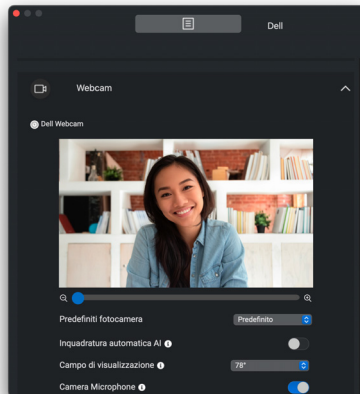 Dell
Webcam
Dell Webcam
Predefiniti fotocamera
Predefinito
Inquadratura automatica AI
Campo di visualizzazione
78°
Camera Microphone